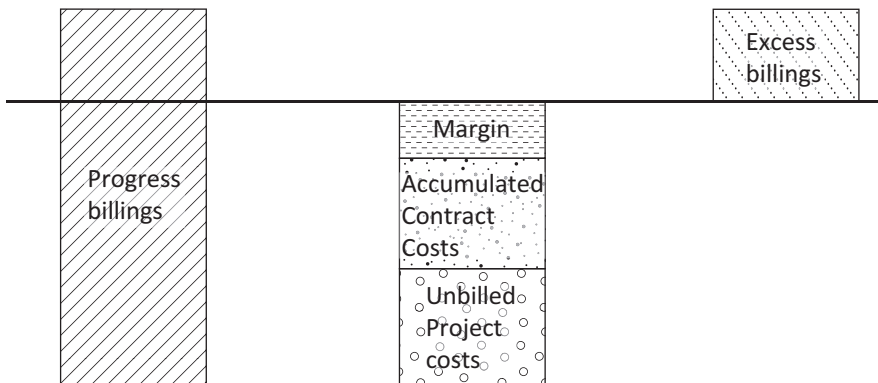 Excess
billings
Margin
Progress
billings
Accumulated
Contract
Costs
Unbilled
Project
costs